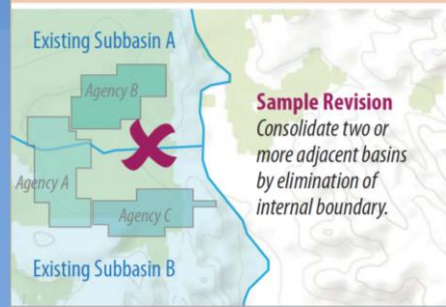 Existing Subbasin A
Agency B
Agency A
Agency C
Existing Subbasin B
Sample Revision
Consolidate two or
more adjacent basins
by elimination of
internal boundary.